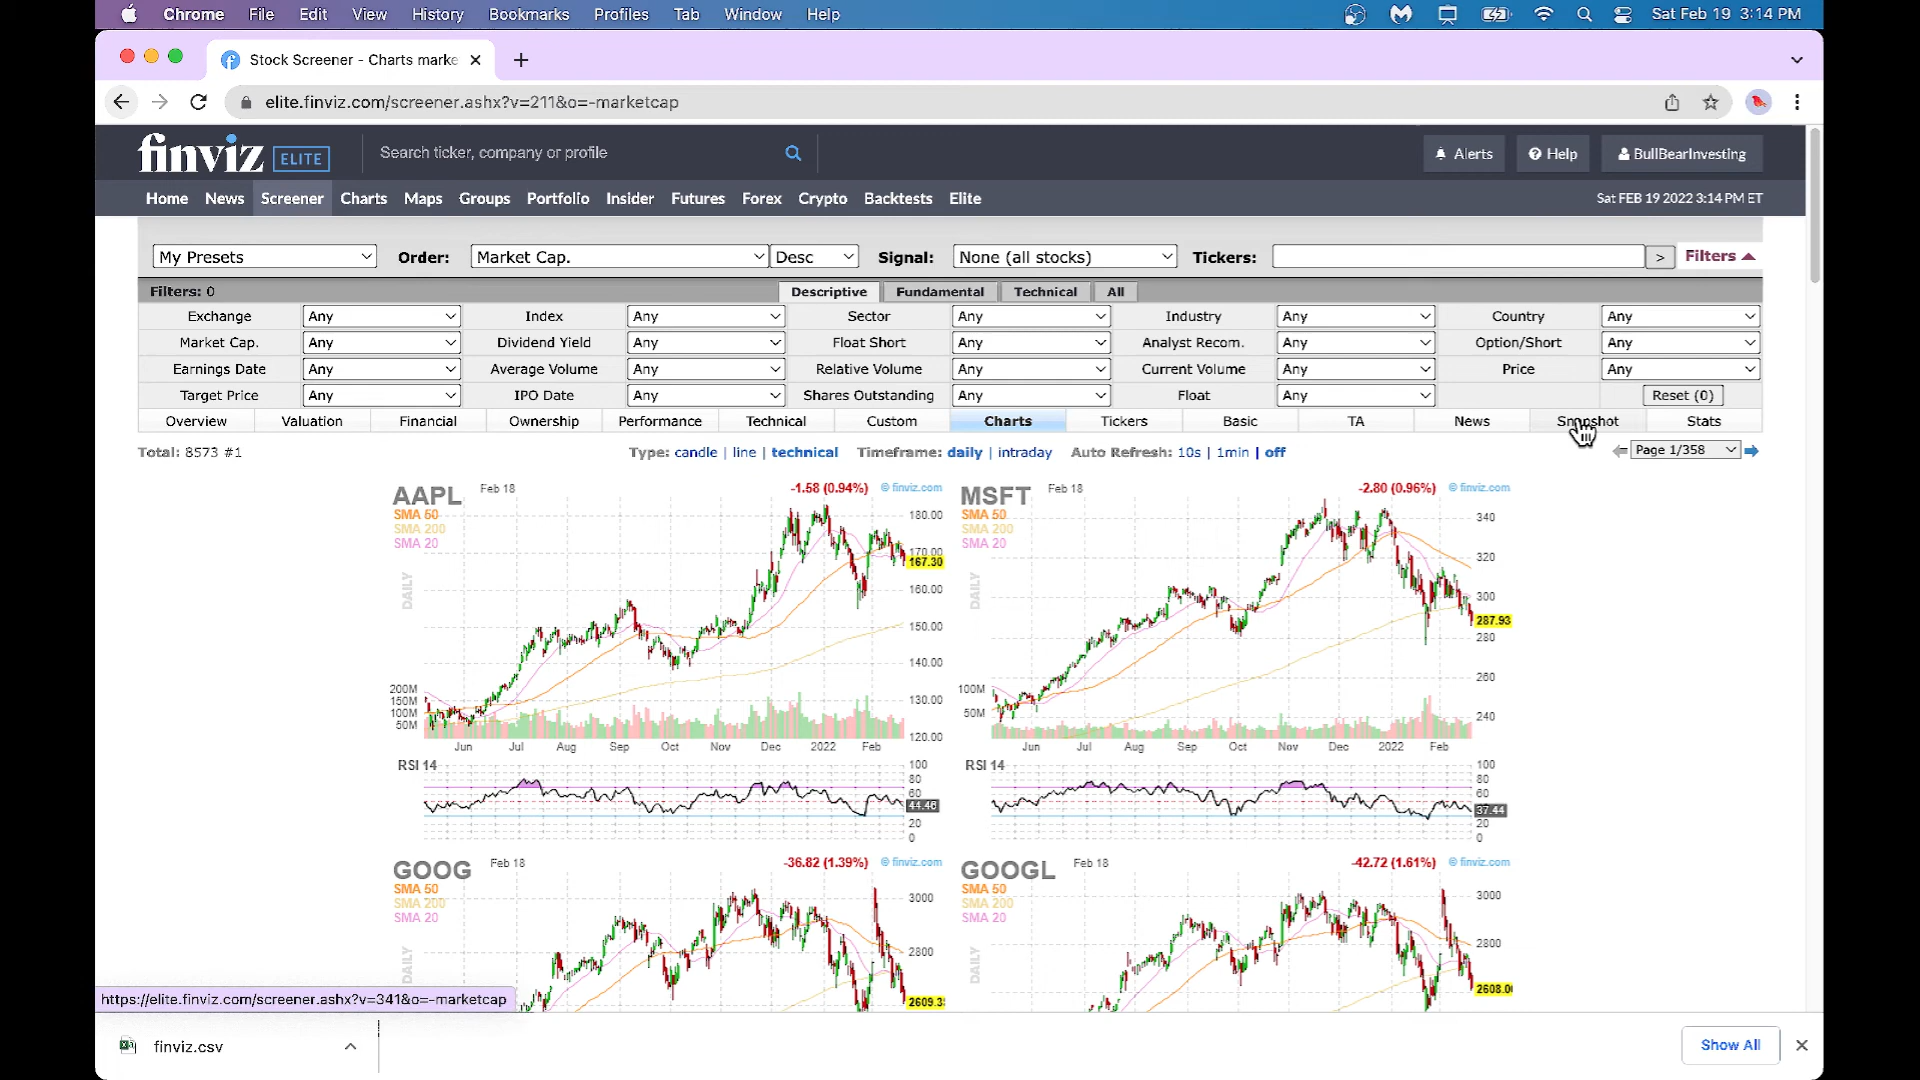 Chrome File Edit View History Bookmarks Profiles Tab Window Help Sat Feb 19 3:14 PM
Stock Screener - Charts marke
elite.finviz.com/screener.ashx?v=211&o=-marketcap
finviz ELITE Search ticker, company or profile Alerts Help BullBearInvesting
Home News Screener Charts Maps Groups Portfolio Insider Futures Forex Crypto Backtests Elite Sat FEB 19 2022 3:14 PM ET
My Presets Order: Market Cap. Desc Signal: None (all stocks) Tickers: > Filters
Filters: 0 Descriptive Fundamental Technical All
Exchange Any Index Any Sector Any Industry Any Country Any
Market Cap. Any Dividend Yield Any Float Short Any Analyst Recom. Any Option/Short Any
Earnings Date Any Average Volume Any Relative Volume Any Current Volume Any Price Any
Target Price Any IPO Date Any Shares Outstanding Any Float Any Reset (0)
Overview Valuation Financial Ownership Performance Technical Custom Charts Tickers Basic TA News Snapshot Stats
Total: 8573 #1 Type: candle | line | technical Timeframe: daily | intraday Auto Refresh: 10s | 1min | off Page 1/358
AAPL Feb 18 -1.58 (0.94%) © finviz.com
SMA 50
SMA 200
SMA 20
DAILY
180.00
170.00
167.30
160.00
150.00
140.00
130.00
120.00
200M
150M
100M
50M
Jun Jul Aug Sep Oct Nov Dec 2022 Feb
RSI 14
100
80
60
44.46
20
0
MSFT Feb 18 -2.80 (0.96%) © finviz.com
SMA 50
SMA 200
SMA 20
DAILY
340
320
300
287.93
280
260
240
100M
50M
Jun Jul Aug Sep Oct Nov Dec 2022 Feb
RSI 14
100
80
60
37.44
20
0
GOOG Feb 18 -36.82 (1.39%) © finviz.com
SMA 50
SMA 200
SMA 20
DAILY
3000
2800
GOOGL Feb 18 -42.72 (1.61%) © finviz.com
SMA 50
SMA 200
SMA 20
DAILY
3000
2800
https://elite.finviz.com/screener.ashx?v=341&o=-marketcap
finviz.csv Show All